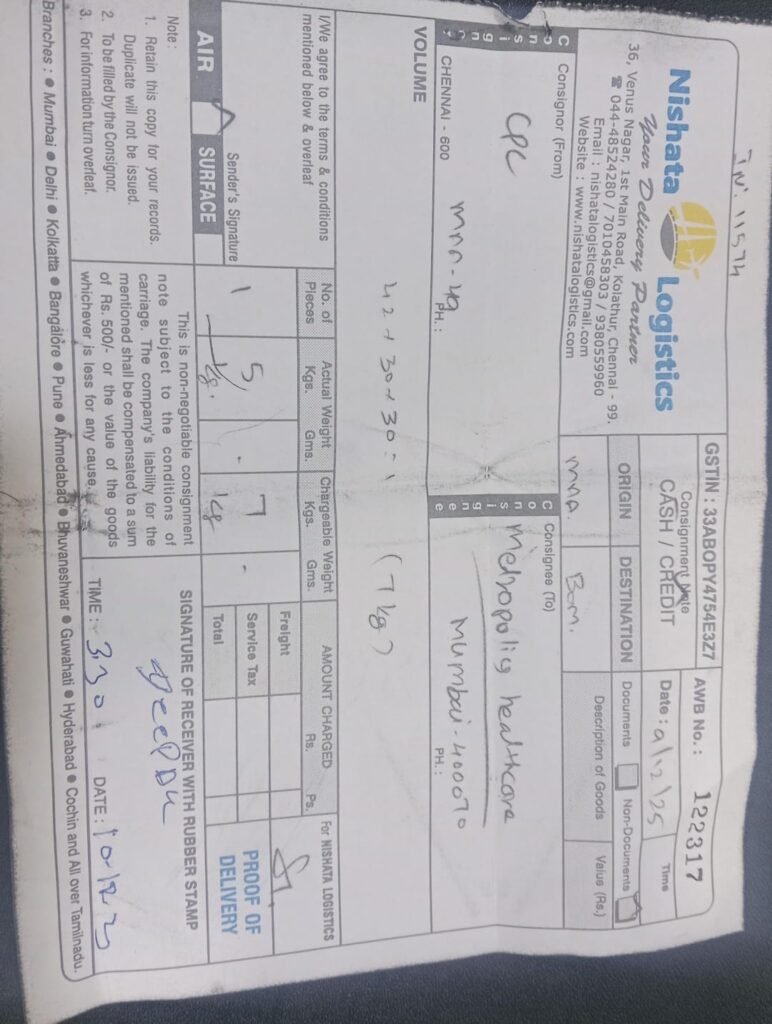 IN. 11574
Nishata Logistics
Your Delivery Partner
36, Venus Nagar, 1st Main Road, Kolathur, Chennai - 99.
☎ 044-48524280 / 7010458303 / 9380559960
Email : nishatalogistics@gmail.com
Website : www.nishatalogistics.com
GSTIN : 33ABOPY4754E3Z7
Consignment Note
CASH / CREDIT
AWB No.: 122317
Date : 9/12/25
Time
ORIGIN
DESTINATION
Documents
Non-Documents
Description of Goods
Value (Rs.)
Bom.
Consignor
Consignor (From)
CPC
CHENNAI - 600
PH.:
Consignee
Consignee (To)
Metropolis healthcare
Mumbai - 400070
PH.:
VOLUME
42 + 30 + 30 = 1
(7 kg)
I/We agree to the terms & conditions
mentioned below & overleaf
Sender's Signature
No. of
Pieces
Actual Weight
Kgs. Gms.
Chargeable Weight
Kgs. Gms.
AMOUNT CHARGED
Rs. Ps.
1
5
kg.
7
kg
Freight
Service Tax
Total
For NISHATA LOGISTICS
PROOF OF
DELIVERY
AIR
SURFACE
Note :
1. Retain this copy for your records.
Duplicate will not be issued.
2. To be filled by the Consignor.
3. For information turn overleaf.
This is non-negotiable consignment
note subject to the conditions of
carriage. The company's liability for the
mentioned shall be compensated to a sum
of Rs. 500/- or the value of the goods
whichever is less for any cause.
SIGNATURE OF RECEIVER WITH RUBBER STAMP
TIME : 3:30
DATE : 10-12
Branches : ● Mumbai ● Delhi ● Kolkatta ● Bangalore ● Pune ● Ahmedabad ● Bhuvaneshwar ● Guwahati ● Hyderabad ● Cochin and All over Tamilnadu.